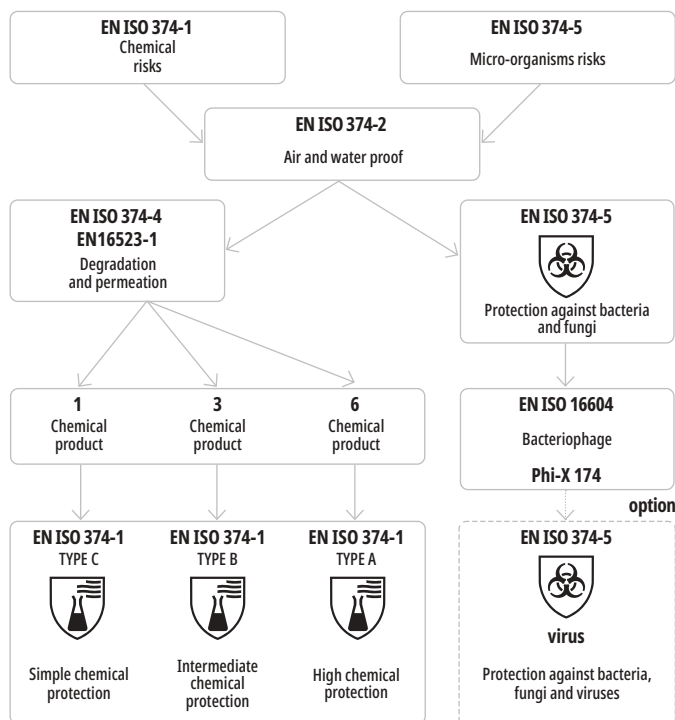 EN ISO 374-1
Chemical
risks
EN ISO 374-5
Micro-organisms risks
EN ISO 374-2
Air and water proof
EN ISO 374-4
EN16523-1
Degradation
and permeation
EN ISO 374-5
Protection against bacteria
and fungi
1
Chemical
product
3
Chemical
product
6
Chemical
product
EN ISO 16604
Bacteriophage
Phi-X 174
option
EN ISO 374-1
TYPE C
Simple chemical
protection
EN ISO 374-1
TYPE B
Intermediate
chemical
protection
EN ISO 374-1
TYPE A
High chemical
protection
EN ISO 374-5
virus
Protection against bacteria,
fungi and viruses